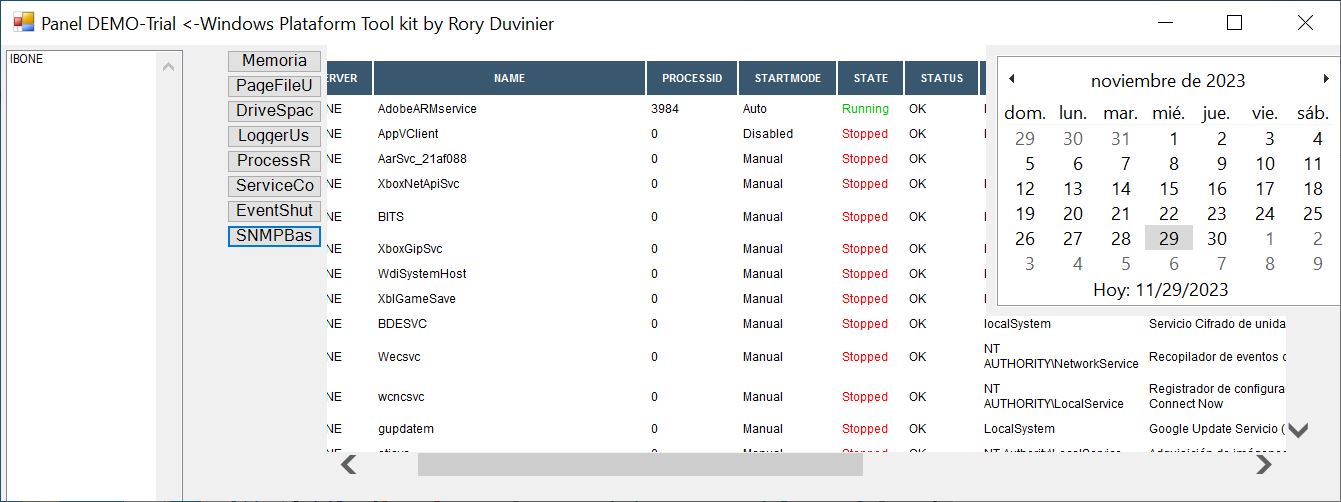 Panel DEMO-Trial <-Windows Plataform Tool kit by Rory Duvinier
IBONE
Memoria
PageFileU
DriveSpac
LoggerUs
ProcessR
ServiceCo
EventShut
SNMPBas
ERVER NAME PROCESSID STARTMODE STATE STATUS
NE AdobeARMservice 3984 Auto Running OK
NE AppVClient 0 Disabled Stopped OK
NE AarSvc_21af088 0 Manual Stopped OK
NE XboxNetApiSvc 0 Manual Stopped OK
NE BITS 0 Manual Stopped OK
NE XboxGipSvc 0 Manual Stopped OK
NE WdiSystemHost 0 Manual Stopped OK
NE XblGameSave 0 Manual Stopped OK
NE BDESVC 0 Manual Stopped OK localSystem Servicio Cifrado de unida
NE Wecsvc 0 Manual Stopped OK NT AUTHORITY\NetworkService Recopilador de eventos
NE wcncsvc 0 Manual Stopped OK NT AUTHORITY\LocalService Registrador de configura Connect Now
NE gupdatem 0 Manual Stopped OK LocalSystem Google Update Servicio (
0 Manual Stopped OK NT Authority\LocalService Adquisición de imágenes
noviembre de 2023
dom. lun. mar. mié. jue. vie. sáb.
29 30 31 1 2 3 4
5 6 7 8 9 10 11
12 13 14 15 16 17 18
19 20 21 22 23 24 25
26 27 28 29 30 1 2
3 4 5 6 7 8 9
Hoy: 11/29/2023